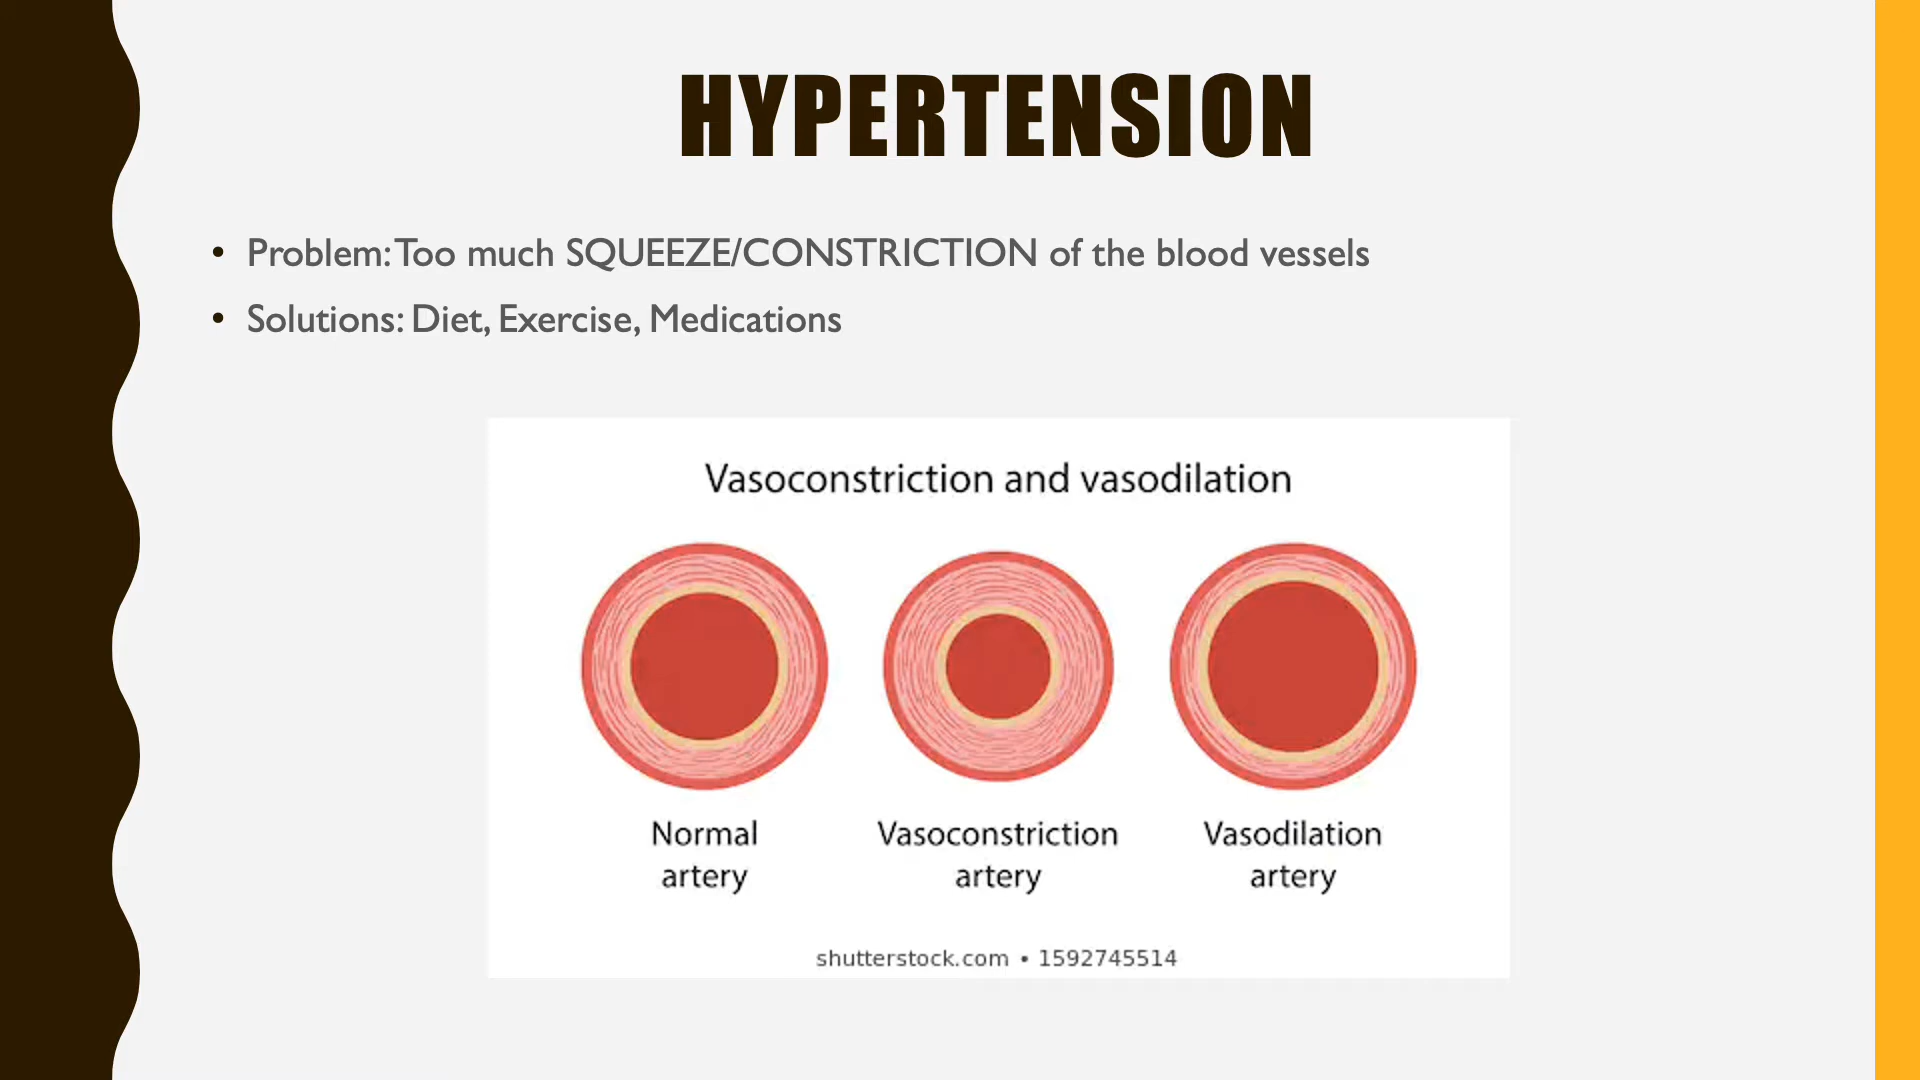 HYPERTENSION
• Problem: Too much SQUEEZE/CONSTRICTION of the blood vessels
• Solutions: Diet, Exercise, Medications
Vasoconstriction and vasodilation
Normal artery
Vasoconstriction artery
Vasodilation artery
shutterstock.com • 1592745514